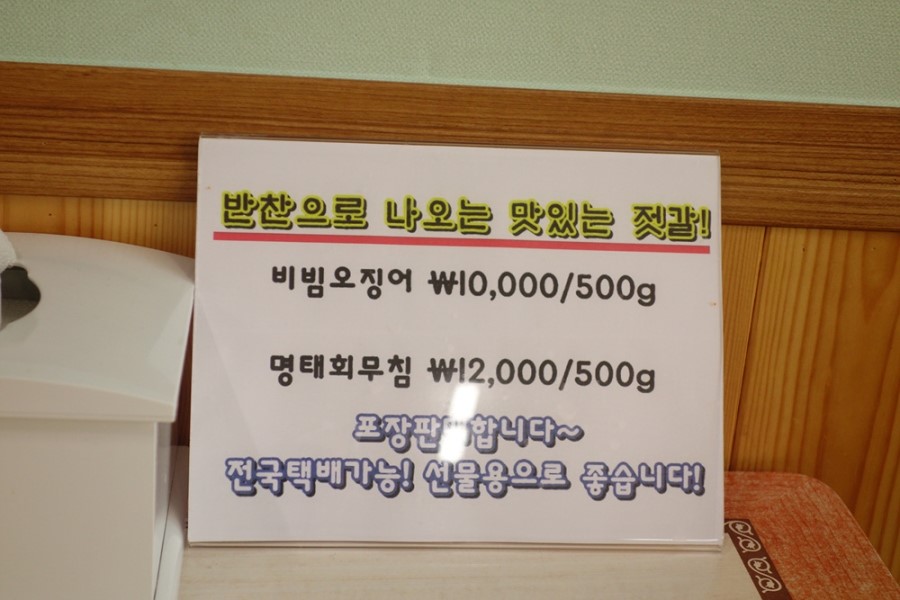 반찬으로 나오는 맛있는 젓갈!
비빔오징어 ₩10,000/500g
명태회무침 ₩12,000/500g
포장판매합니다~
전국택배가능! 선물용으로 좋습니다!